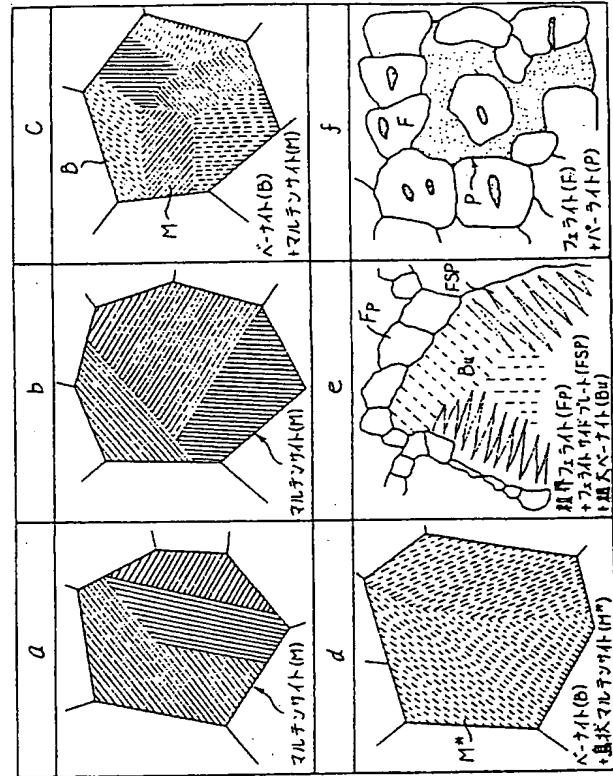 a
マルテンサイト(M)
b
マルテンサイト(M)
C
B
M
ベーナイト(B)
+マルテンサイト(M)
d
M*
ベーナイト(B)
+島状マルテンサイト(M*)
e
Fp
FSP
Bu
初析フェライト(Fp)
+フェライトサイドプレート(FSP)
+粗大ベーナイト(Bu)
f
F
P
フェライト(F)
+パーライト(P)